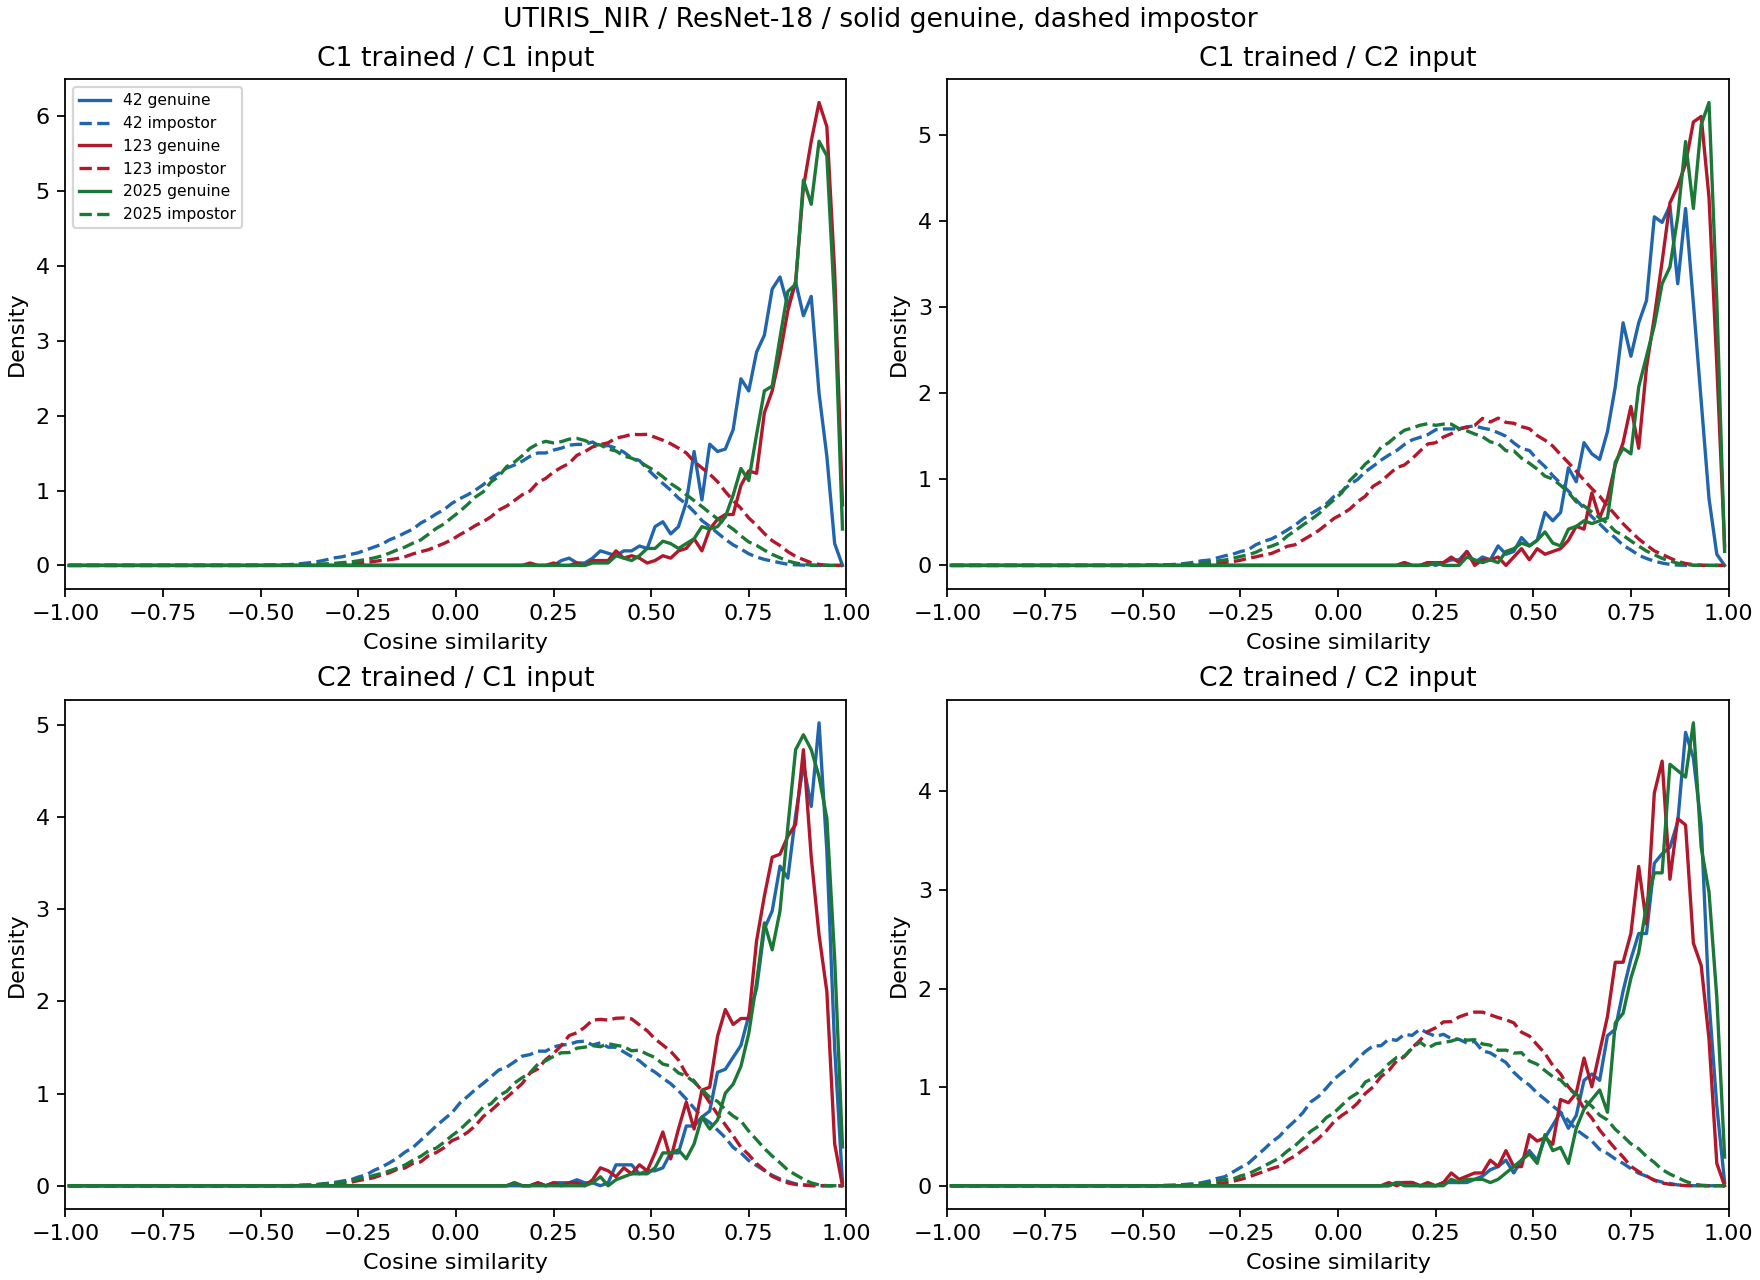 UTIRIS_NIR / ResNet-18 / solid genuine, dashed impostor
C1 trained / C1 input
6
5
4
3
2
1
0
Density
42 genuine
42 impostor
123 genuine
123 impostor
2025 genuine
2025 impostor
−1.00 −0.75 −0.50 −0.25 0.00 0.25 0.50 0.75 1.00
Cosine similarity
C1 trained / C2 input
5
4
3
2
1
0
Density
−1.00 −0.75 −0.50 −0.25 0.00 0.25 0.50 0.75 1.00
Cosine similarity
C2 trained / C1 input
5
4
3
2
1
0
Density
−1.00 −0.75 −0.50 −0.25 0.00 0.25 0.50 0.75 1.00
Cosine similarity
C2 trained / C2 input
4
3
2
1
0
Density
−1.00 −0.75 −0.50 −0.25 0.00 0.25 0.50 0.75 1.00
Cosine similarity